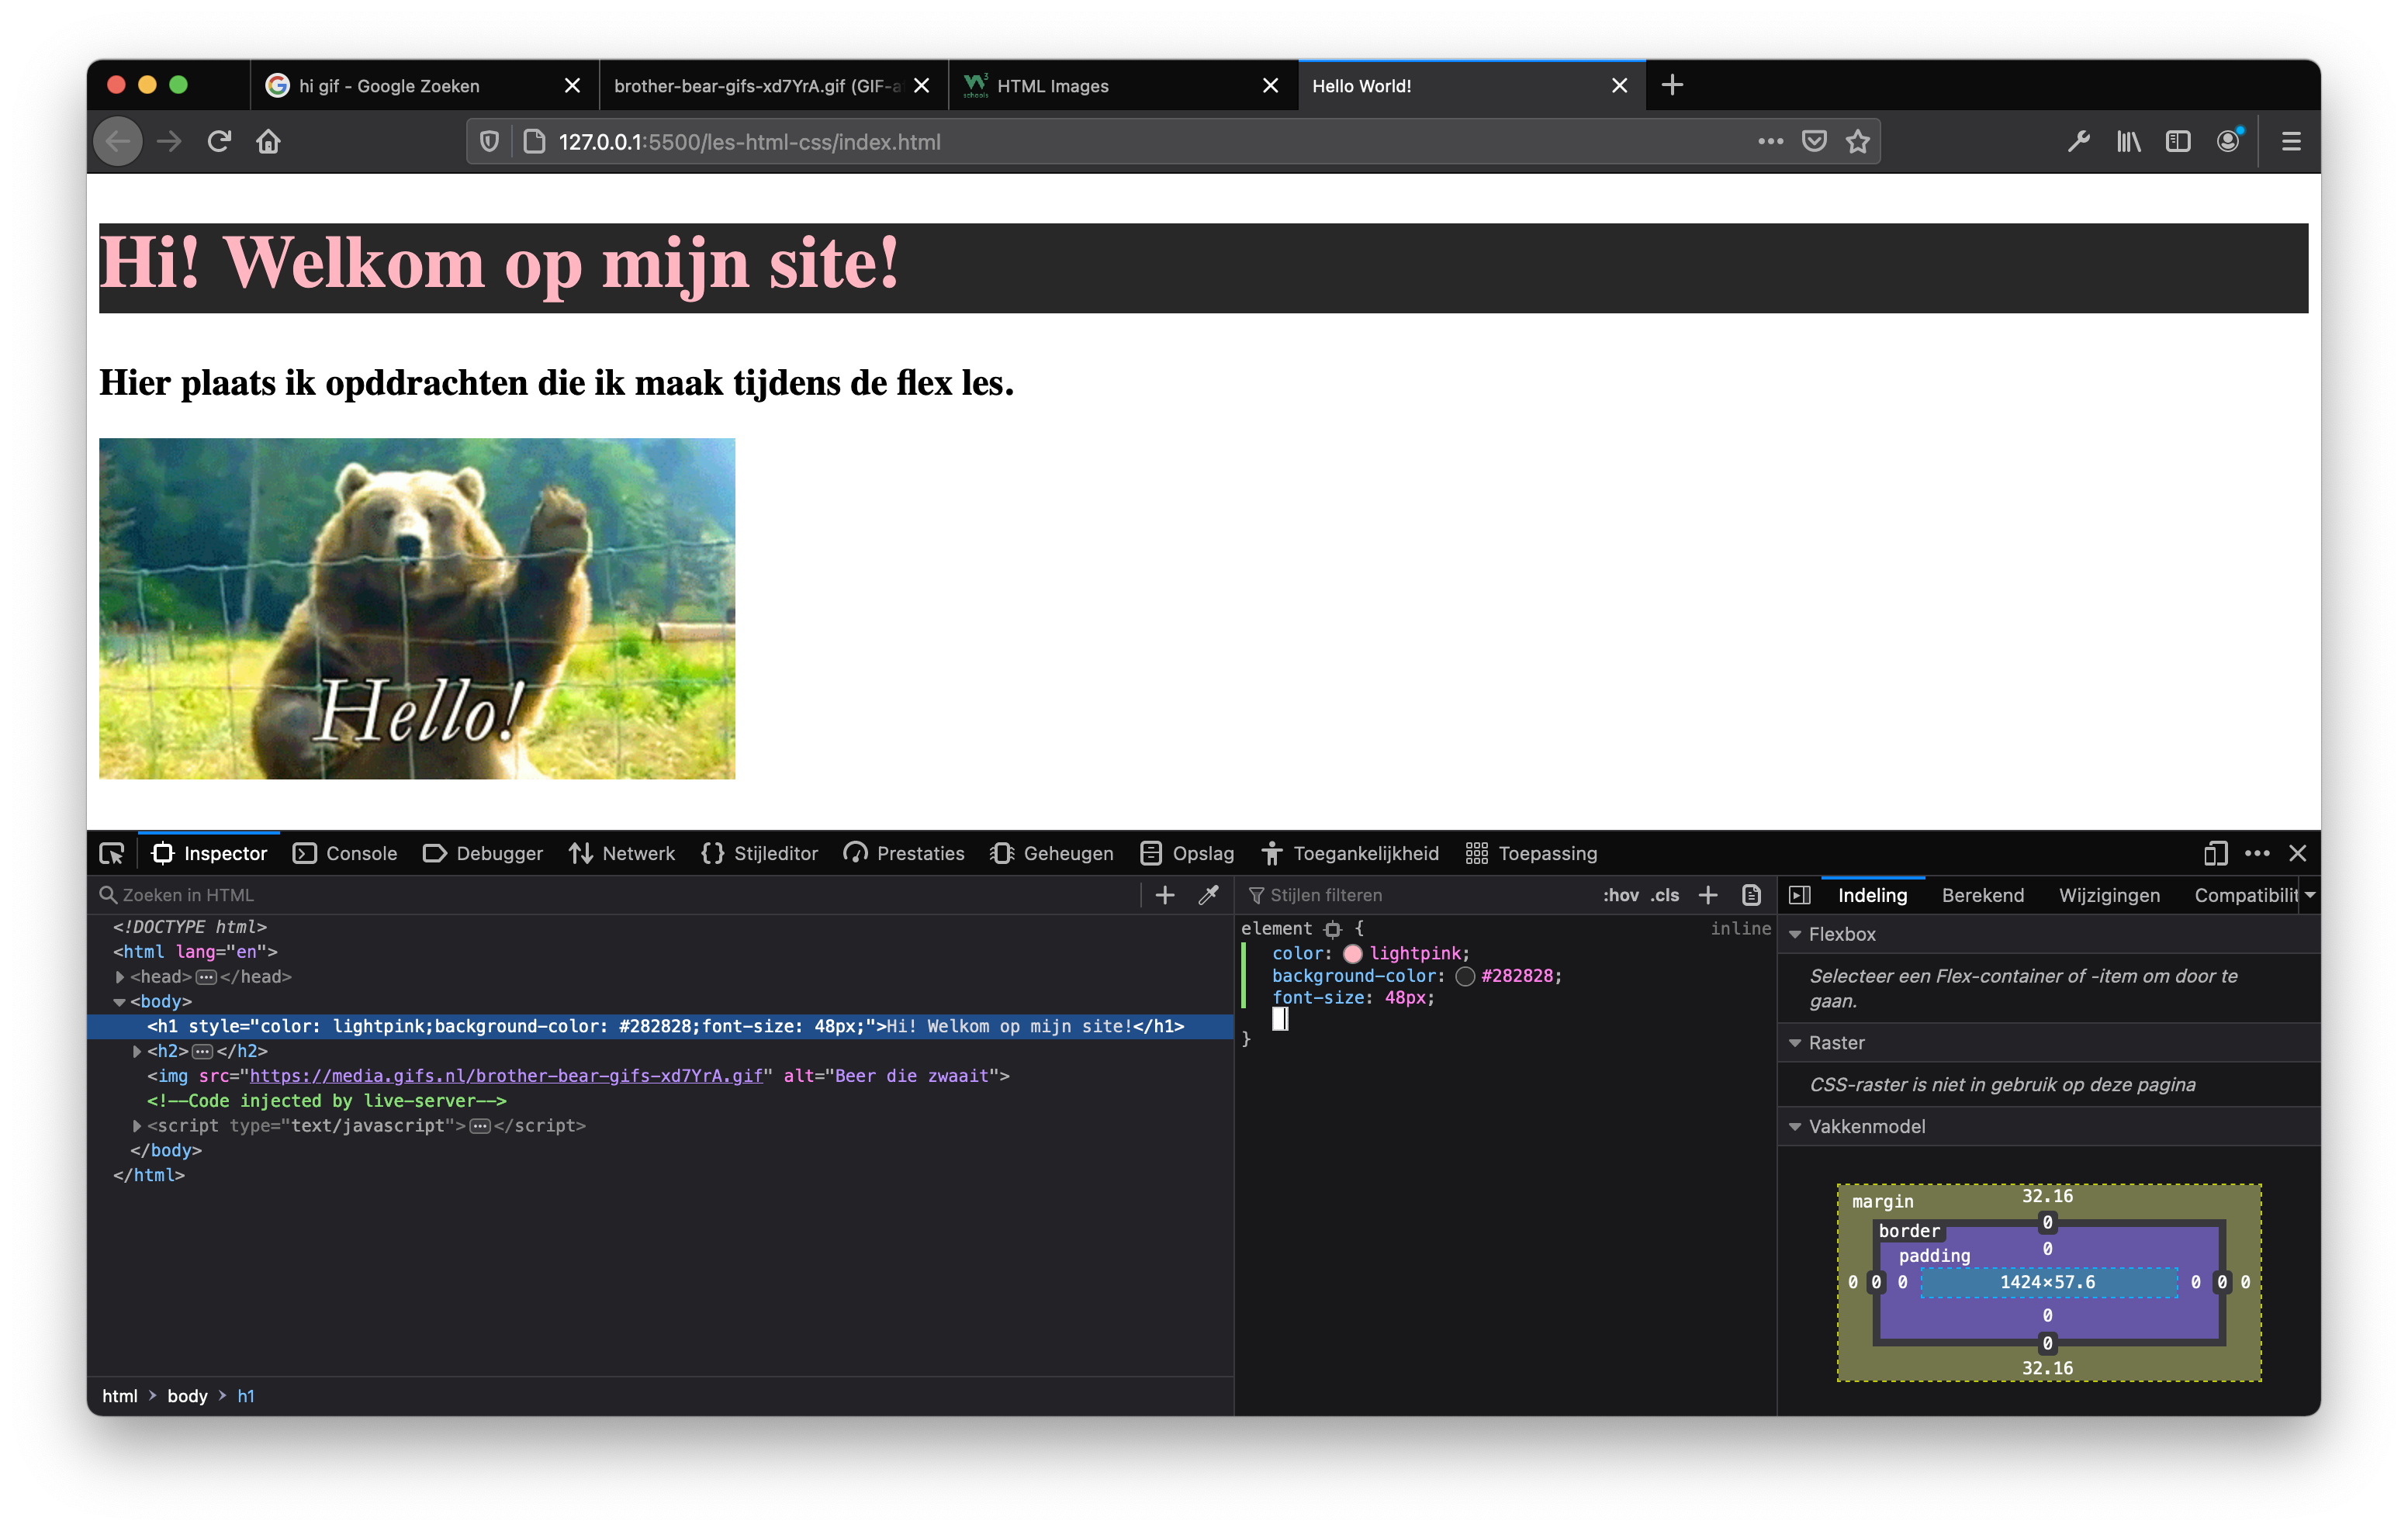 hi gif - Google Zoeken
brother-bear-gifs-xd7YrA.gif (GIF-a
W3 schools HTML Images
Hello World!
127.0.0.1:5500/les-html-css/index.html
Hi! Welkom op mijn site!
Hier plaats ik opddrachten die ik maak tijdens de flex les.
Hello!
Inspector Console Debugger Netwerk Stijleditor Prestaties Geheugen Opslag Toegankelijkheid Toepassing
Zoeken in HTML
<!DOCTYPE html>
<html lang="en">
<head>…</head>
<body>
<h1 style="color: lightpink;background-color: #282828;font-size: 48px;">Hi! Welkom op mijn site!</h1>
<h2>…</h2>
<img src="https://media.gifs.nl/brother-bear-gifs-xd7YrA.gif" alt="Beer die zwaait">
<!--Code injected by live-server-->
<script type="text/javascript">…</script>
</body>
</html>
html > body > h1
Stijlen filteren :hov .cls
element { inline
color: lightpink;
background-color: #282828;
font-size: 48px;
}
Indeling Berekend Wijzigingen Compatibilit
Flexbox
Selecteer een Flex-container of -item om door te
gaan.
Raster
CSS-raster is niet in gebruik op deze pagina
Vakkenmodel
margin 32.16
border 0
padding 0
0 0 0 1424×57.6 0 0 0
0
0
32.16